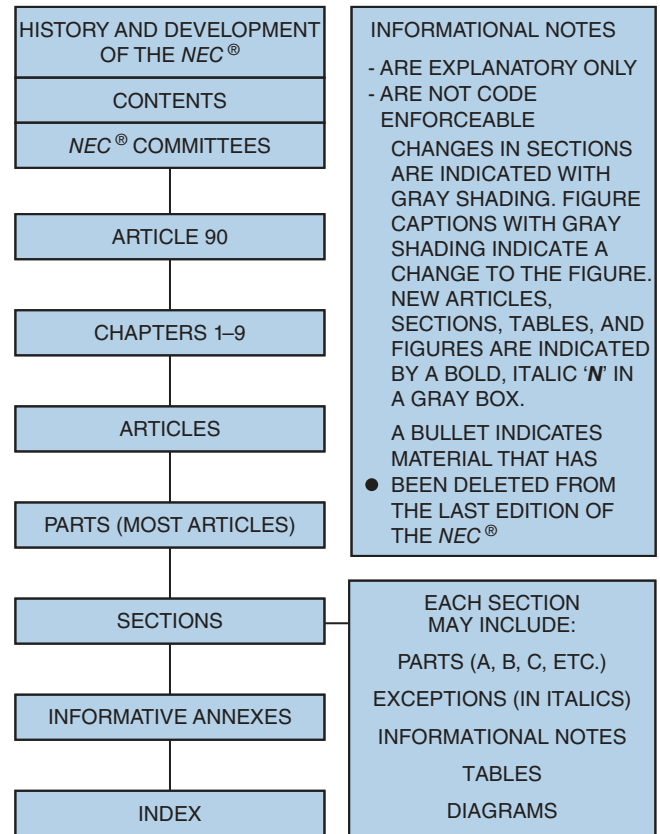 HISTORY AND DEVELOPMENT
OF THE NEC ®
CONTENTS
NEC ® COMMITTEES
ARTICLE 90
CHAPTERS 1–9
ARTICLES
PARTS (MOST ARTICLES)
SECTIONS
INFORMATIVE ANNEXES
INDEX
INFORMATIONAL NOTES
- ARE EXPLANATORY ONLY
- ARE NOT CODE
ENFORCEABLE
CHANGES IN SECTIONS
ARE INDICATED WITH
GRAY SHADING. FIGURE
CAPTIONS WITH GRAY
SHADING INDICATE A
CHANGE TO THE FIGURE.
NEW ARTICLES,
SECTIONS, TABLES, AND
FIGURES ARE INDICATED
BY A BOLD, ITALIC ‘N’ IN
A GRAY BOX.
A BULLET INDICATES
MATERIAL THAT HAS
● BEEN DELETED FROM
THE LAST EDITION OF
THE NEC ®
EACH SECTION
MAY INCLUDE:
PARTS (A, B, C, ETC.)
EXCEPTIONS (IN ITALICS)
INFORMATIONAL NOTES
TABLES
DIAGRAMS